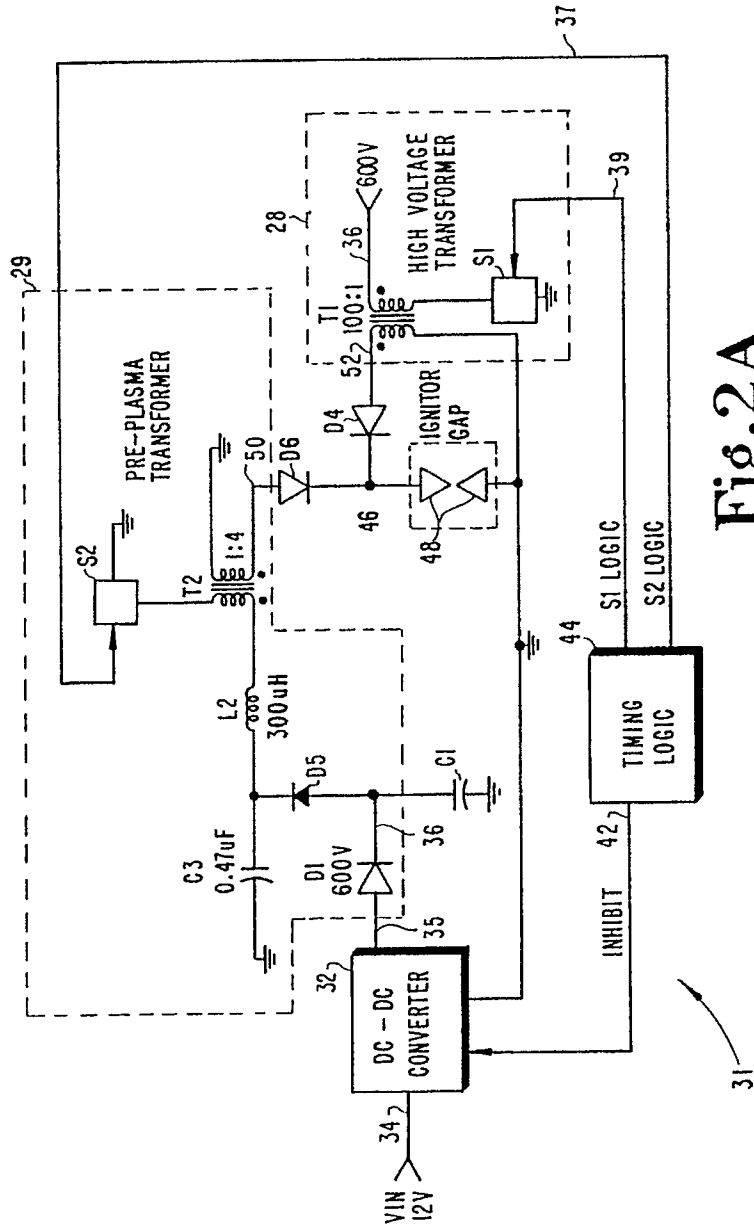 29
PRE-PLASMA
TRANSFORMER
S2
T2
1:4
50
D6
L2
300uH
C3
0.47uF
D5
D1
600V
36
C1
35
32
DC-DC
CONVERTER
34
VIN
12V
28
600V
36
HIGH VOLTAGE
TRANSFORMER
T1
100:1
52
S1
D4
46
IGNITOR
GAP
48
37
39
S1 LOGIC
S2 LOGIC
44
TIMING
LOGIC
42
INHIBIT
31
Fig.2A